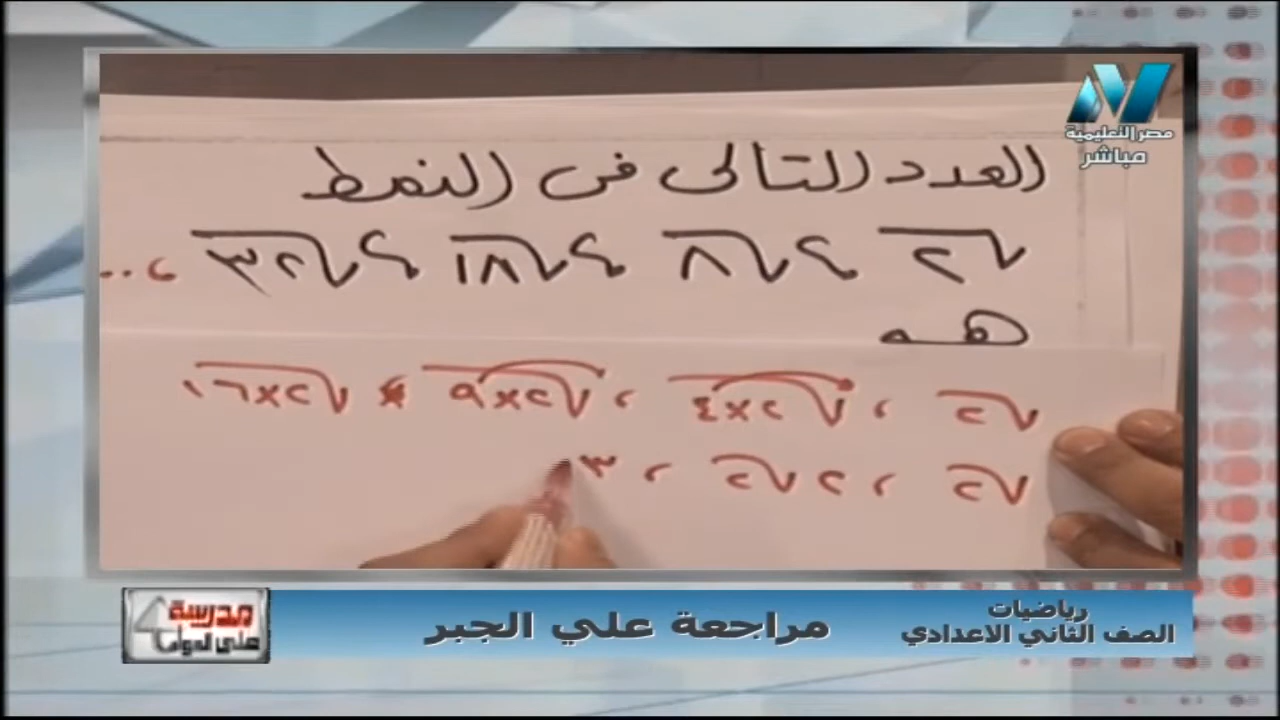 مصر التعليمية
مباشر
العدد التالى فى النمط
√٢ ، √٨ ، √١٨ ، √٣٢ ، ...
هو
√٢ ، √٢×٤ ، √٢×٩ ، √٢×١٦
√٢ ، ٢√٢ ، ٣
رياضيات
الصف الثاني الاعدادي
مراجعة علي الجبر
مدرسة
علي الهواء